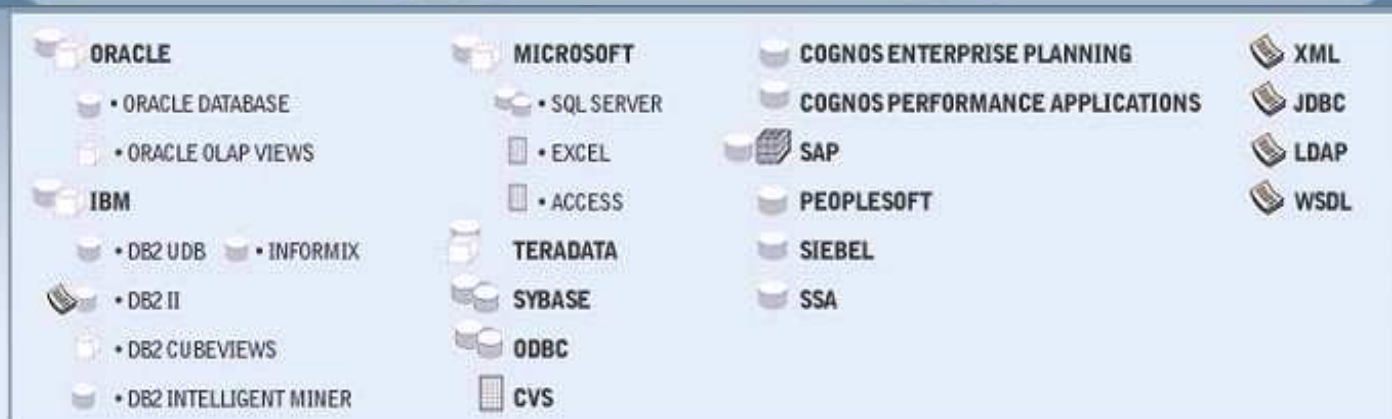 ORACLE
• ORACLE DATABASE
• ORACLE OLAP VIEWS
IBM
• DB2 UDB • INFORMIX
• DB2 II
• DB2 CUBEVIEWS
• DB2 INTELLIGENT MINER
MICROSOFT
• SQL SERVER
• EXCEL
• ACCESS
TERADATA
SYBASE
ODBC
CVS
COGNOS ENTERPRISE PLANNING
COGNOS PERFORMANCE APPLICATIONS
SAP
PEOPLESOFT
SIEBEL
SSA
XML
JDBC
LDAP
WSDL